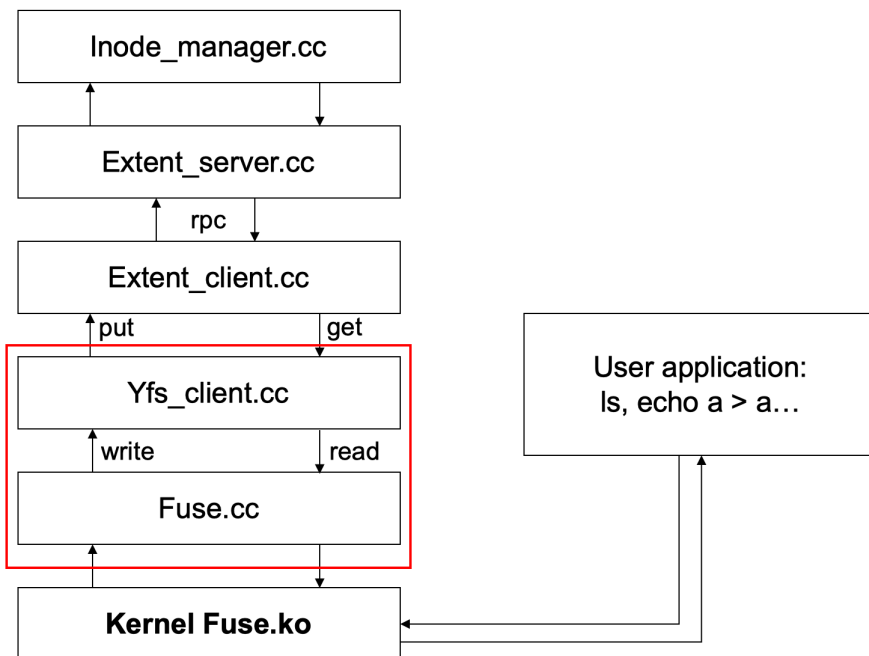 Inode_manager.cc
Extent_server.cc
rpc
Extent_client.cc
put get
Yfs_client.cc
write read
Fuse.cc
Kernel Fuse.ko
User application:
ls, echo a > a…